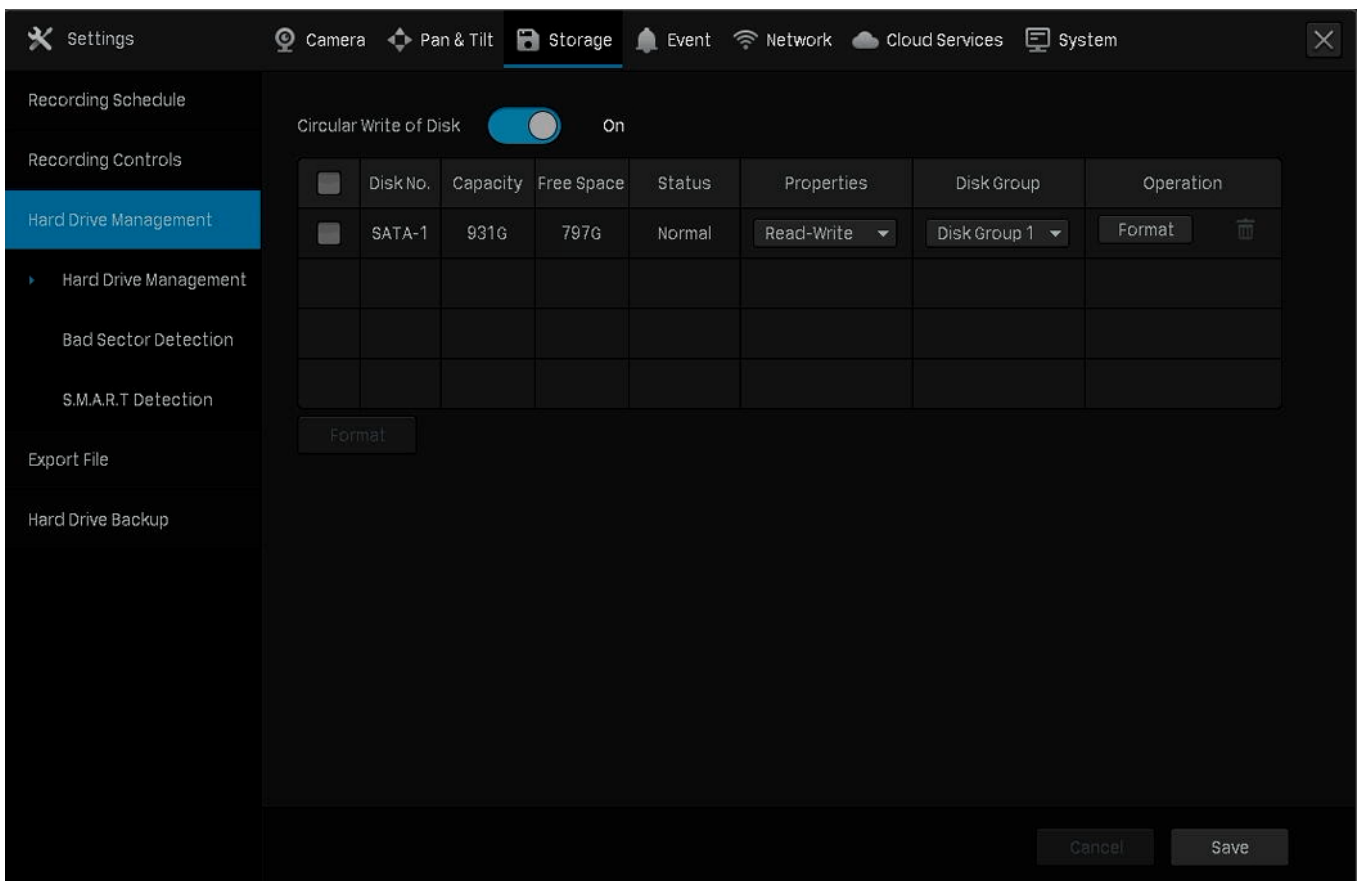 Settings Camera Pan & Tilt Storage Event Network Cloud Services System
Recording Schedule
Recording Controls
Hard Drive Management
Hard Drive Management
Bad Sector Detection
S.M.A.R.T Detection
Export File
Hard Drive Backup
Circular Write of Disk On
Disk No. Capacity Free Space Status Properties Disk Group Operation
SATA-1 931G 797G Normal Read-Write Disk Group 1 Format
Format
Cancel Save